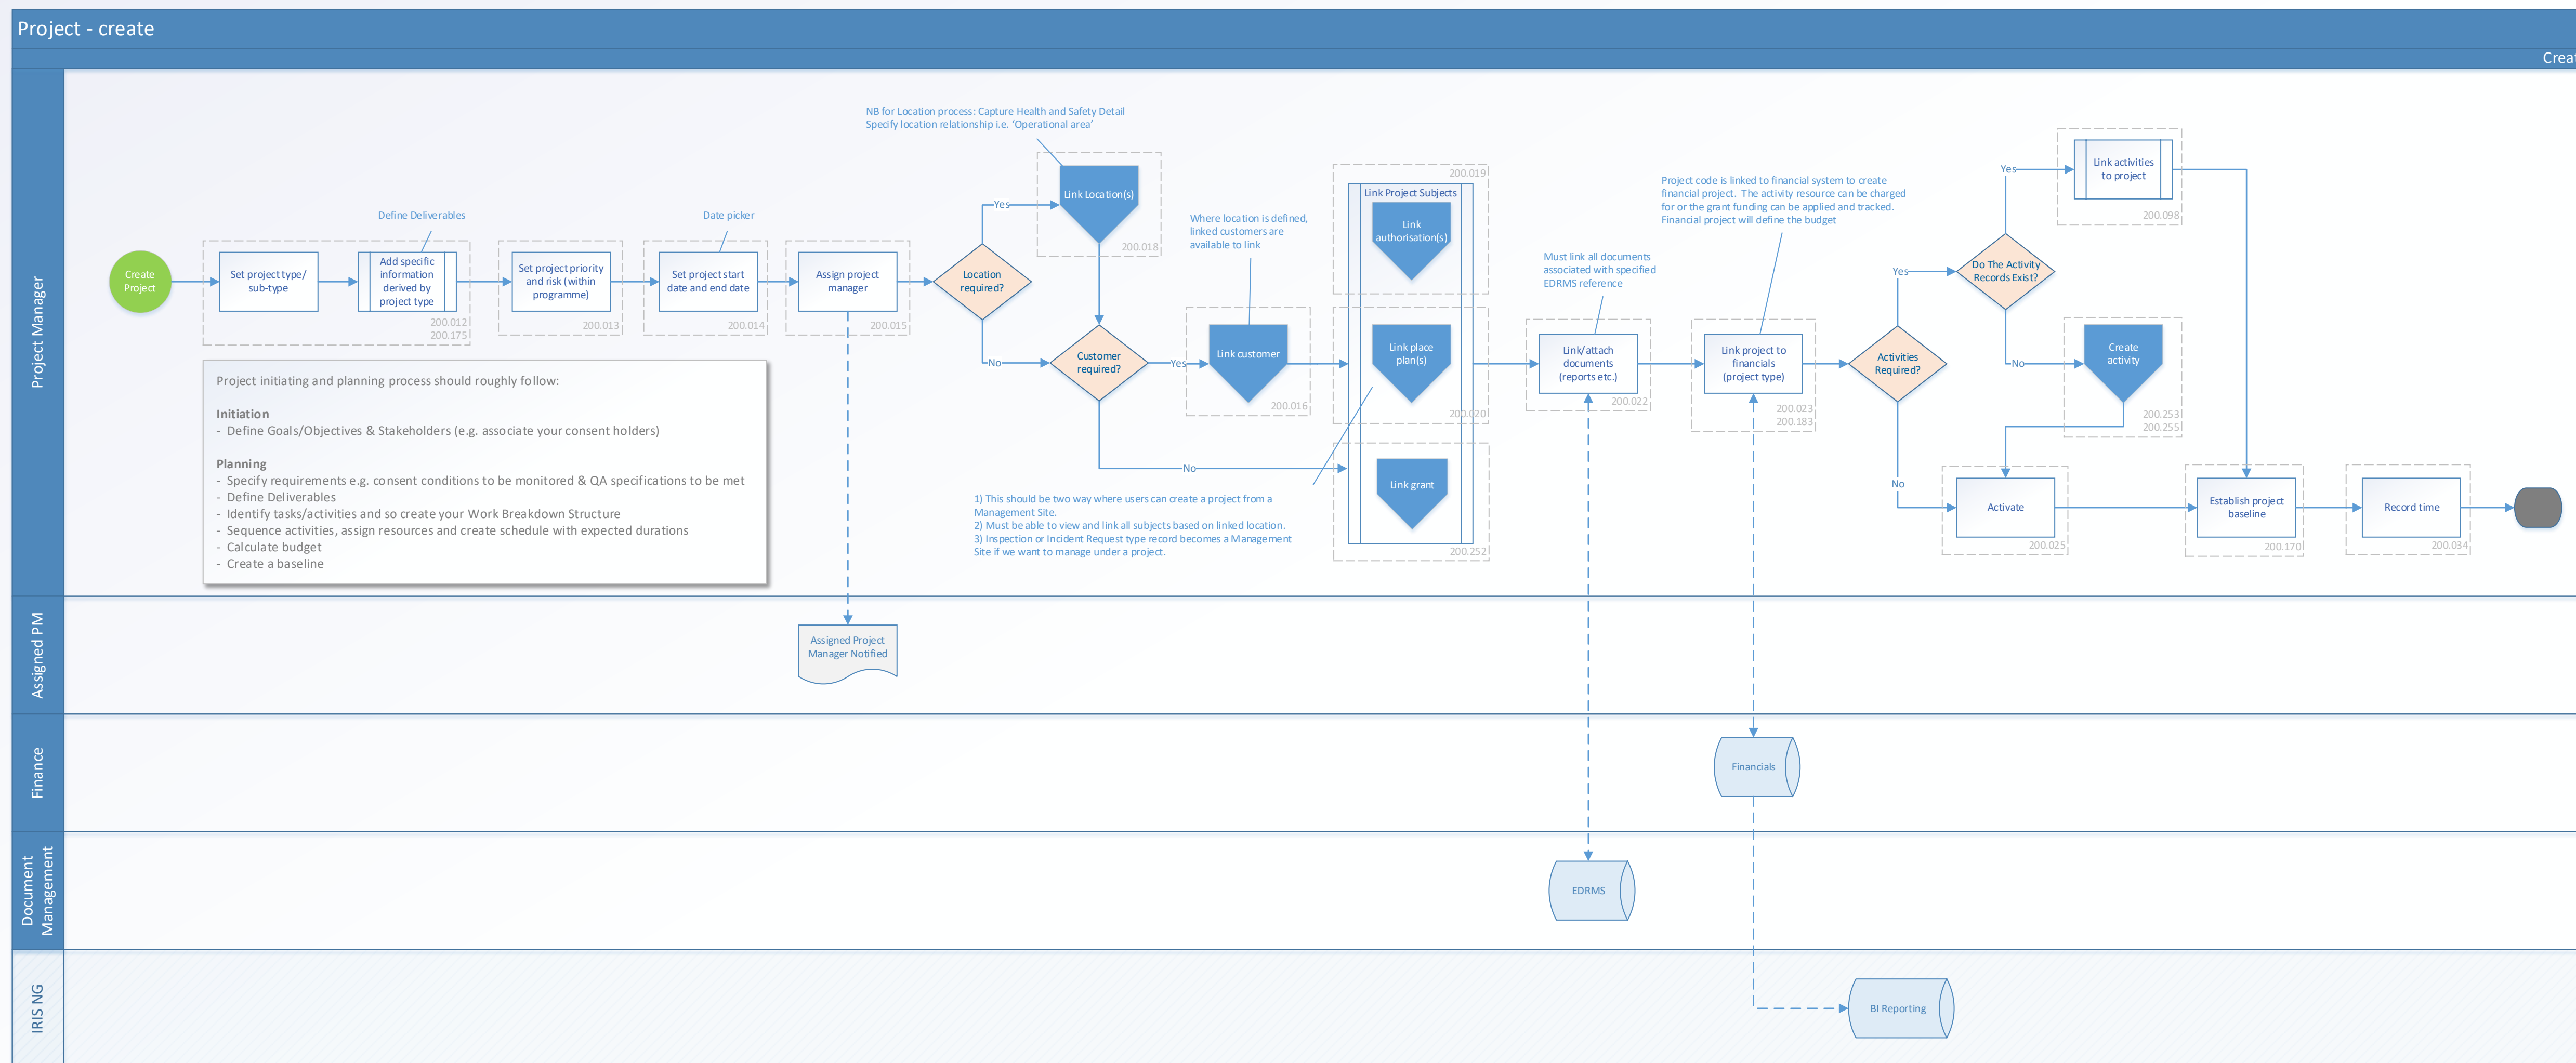 Project - create
Project Manager
Create
Project
Set project type/
sub-type
Define Deliverables
Add specific
information
derived by
project type
200.012
200.175
Set project priority
and risk (within
programme)
200.013
Date picker
Set project start
date and end date
200.014
Assign project
manager
200.015
Location
required?
Yes
No
NB for Location process: Capture Health and Safety Detail
Specify location relationship i.e. 'Operational area'
Link Location(s)
200.018
Customer
required?
Yes
No
Where location is defined,
linked customers are
available to link
Link customer
200.016
Link Project Subjects
200.019
Link
authorisation(s)
Link place
plan(s)
200.020
Link grant
200.252
1) This should be two way where users can create a project from a
Management Site.
2) Must be able to view and link all subjects based on linked location.
3) Inspection or Incident Request type record becomes a Management
Site if we want to manage under a project.
Must link all documents
associated with specified
EDRMS reference
Link/attach
documents
(reports etc.)
200.022
Project code is linked to financial system to create
financial project. The activity resource can be charged
for or the grant funding can be applied and tracked.
Financial project will define the budget
Link project to
financials
(project type)
200.023
200.183
Activities
Required?
Yes
No
Do The Activity
Records Exist?
Yes
No
Link activities
to project
200.098
Create
activity
200.253
200.255
Activate
200.025
Establish project
baseline
200.170
Record time
200.034
Project initiating and planning process should roughly follow:
Initiation
- Define Goals/Objectives & Stakeholders (e.g. associate your consent holders)
Planning
- Specify requirements e.g. consent conditions to be monitored & QA specifications to be met
- Define Deliverables
- Identify tasks/activities and so create your Work Breakdown Structure
- Sequence activities, assign resources and create schedule with expected durations
- Calculate budget
- Create a baseline
Assigned PM
Assigned Project
Manager Notified
Finance
Financials
Document
Management
EDRMS
IRIS NG
BI Reporting